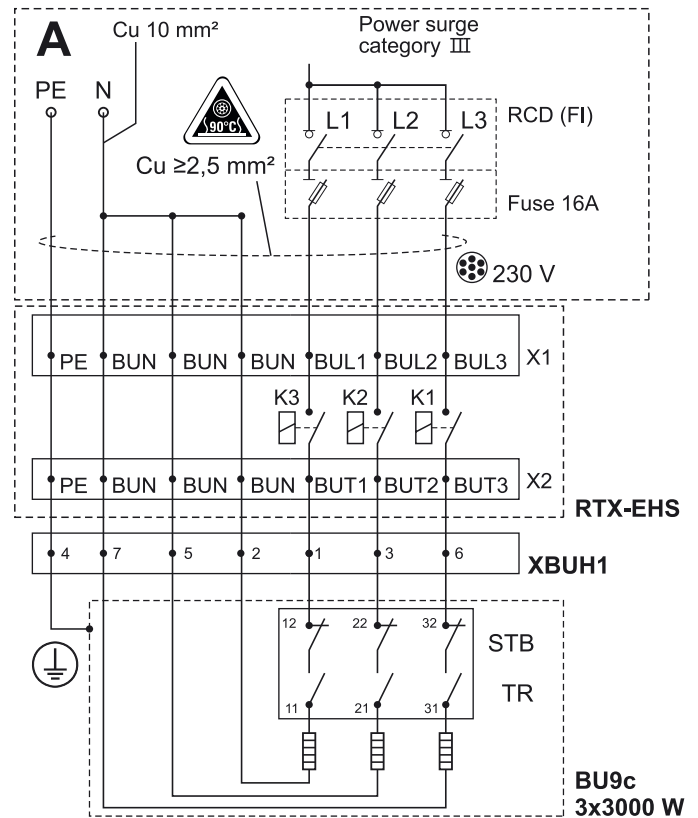 A
Cu 10 mm²
Power surge
category III
PE N
L1 L2 L3
RCD (FI)
90°C
Cu ≥2,5 mm²
Fuse 16A
230 V
PE BUN BUN BUN BUL1 BUL2 BUL3 X1
K3 K2 K1
PE BUN BUN BUN BUT1 BUT2 BUT3 X2
RTX-EHS
4 7 5 2 1 3 6
XBUH1
12 22 32
STB
TR
11 21 31
BU9c
3x3000 W